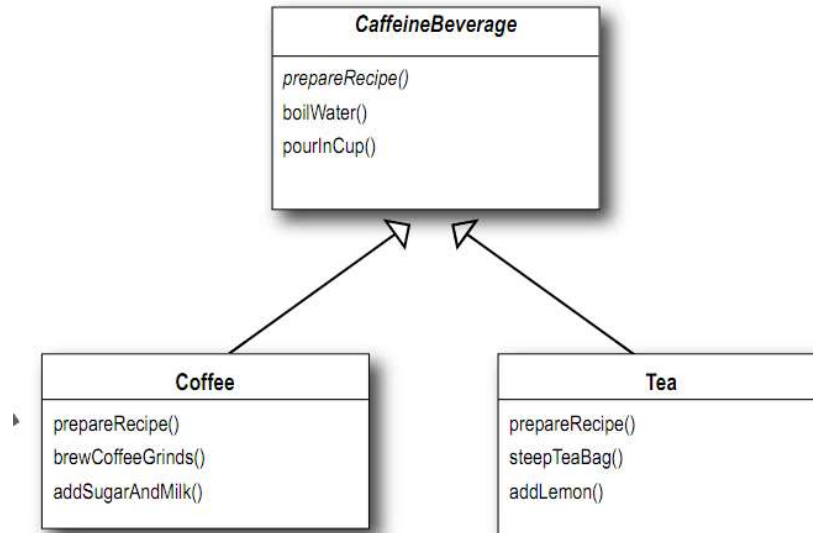 CaffeineBeverage
prepareRecipe()
boilWater()
pourInCup()
Coffee
prepareRecipe()
brewCoffeeGrinds()
addSugarAndMilk()
Tea
prepareRecipe()
steepTeaBag()
addLemon()